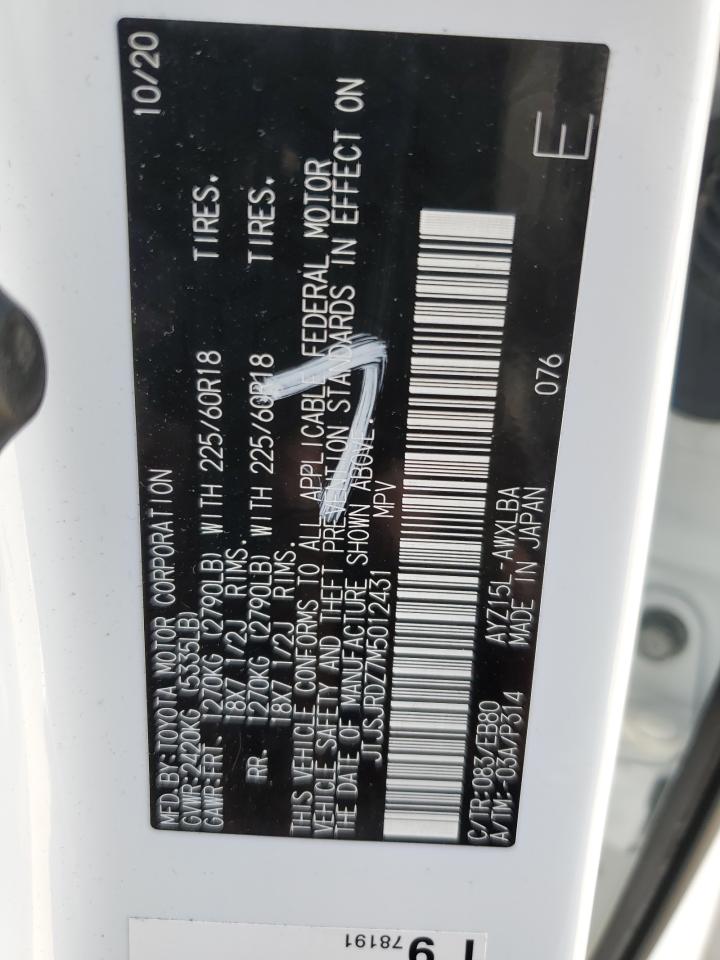 MFD.BY:TOYOTA MOTOR CORPORATION 10/20
GVWR:2420KG (5335LB)
GAWR:FRT. 1270KG (2790LB) WITH 225/60R18 TIRES.
18X7 1/2J RIMS.
RR. 1270KG (2790LB) WITH 225/60R18 TIRES.
18X7 1/2J RIMS.
THIS VEHICLE CONFORMS TO ALL APPLICABLE FEDERAL MOTOR
VEHICLE SAFETY AND THEFT PREVENTION STANDARDS IN EFFECT ON
THE DATE OF MANUFACTURE SHOWN ABOVE.
JTJSJRDZ7M5012431 MPV
C/TR:083/EB80 AYZ15L-AWXLBA 076 E
A/TM:-03A/P314 MADE IN JAPAN
78191